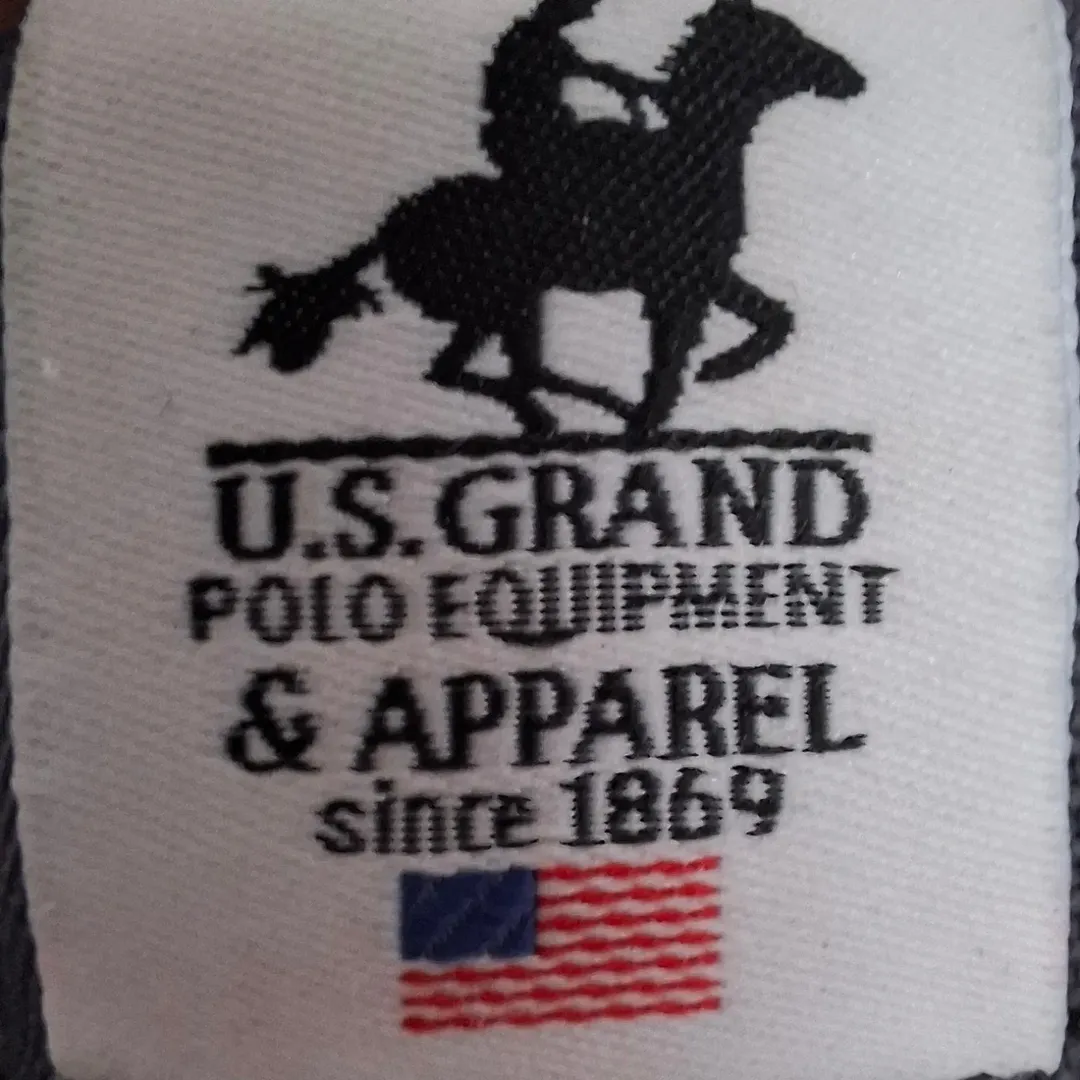 U.S. GRAND
POLO EQUIPMENT
& APPAREL
since 1869